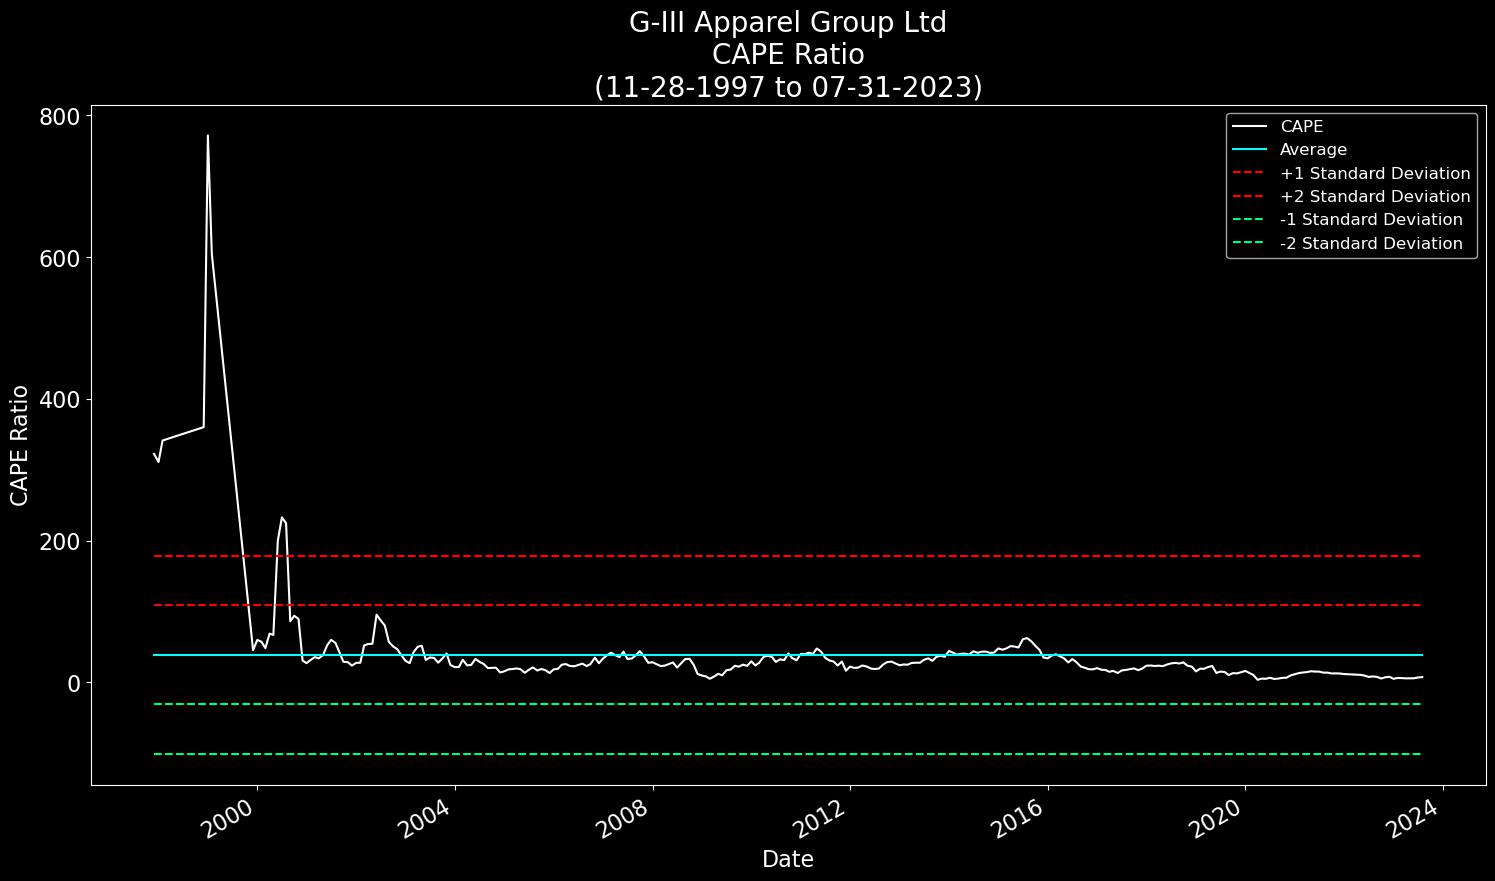 G-III Apparel Group Ltd
CAPE Ratio
(11-28-1997 to 07-31-2023)
800
600
400
200
0
CAPE Ratio
CAPE
Average
+1 Standard Deviation
+2 Standard Deviation
-1 Standard Deviation
-2 Standard Deviation
2000
2004
2008
2012
2016
2020
2024
Date